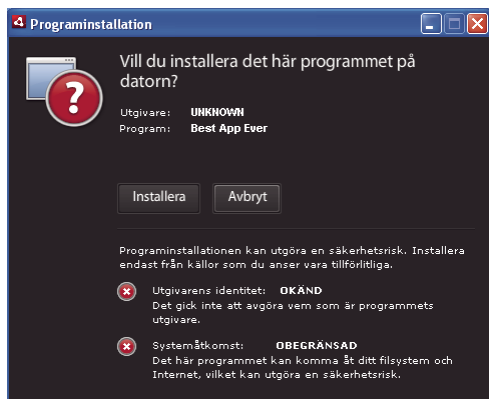 Programinstallation
Vill du installera det här programmet på
datorn?
Utgivare: UNKNOWN
Program: Best App Ever
Installera Avbryt
Programinstallationen kan utgöra en säkerhetsrisk. Installera
endast från källor som du anser vara tillförlitliga.
Utgivarens identitet: OKÄND
Det gick inte att avgöra vem som är programmets
utgivare.
Systemåtkomst: OBEGRÄNSAD
Det här programmet kan komma åt ditt filsystem och
Internet, vilket kan utgöra en säkerhetsrisk.